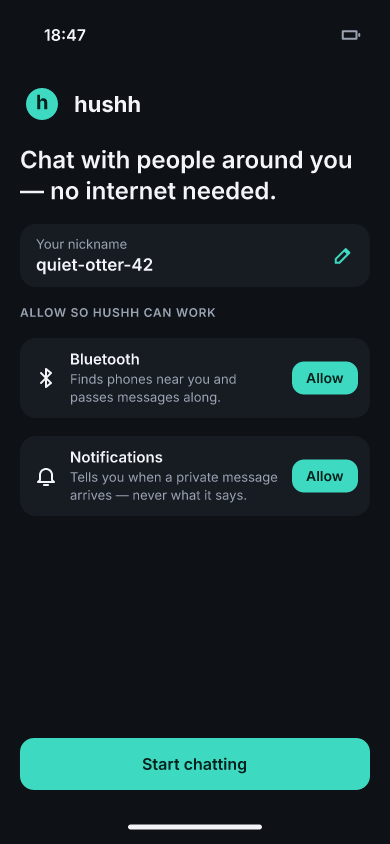 18:47
h hushh
Chat with people around you
— no internet needed.
Your nickname
quiet-otter-42
ALLOW SO HUSHH CAN WORK
Bluetooth
Finds phones near you and
passes messages along.
Allow
Notifications
Tells you when a private message
arrives — never what it says.
Allow
Start chatting